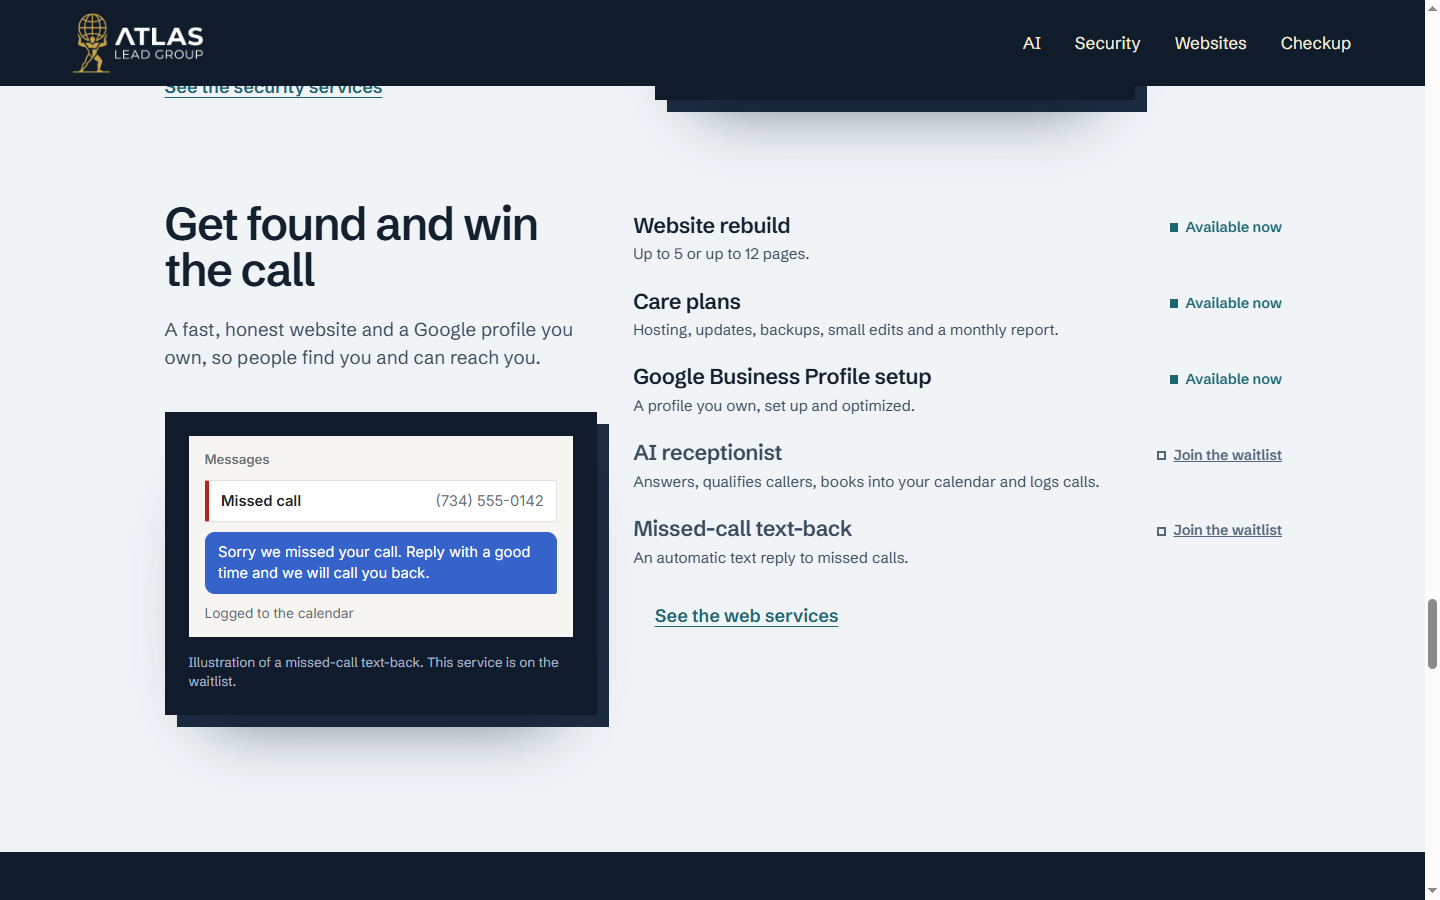 ATLAS
LEAD GROUP
AI
Security
Websites
Checkup
See the security services
Get found and win
the call
A fast, honest website and a Google profile you
own, so people find you and can reach you.
Messages
Missed call
(734) 555-0142
Sorry we missed your call. Reply with a good
time and we will call you back.
Logged to the calendar
Illustration of a missed-call text-back. This service is on the
waitlist.
Website rebuild
Available now
Up to 5 or up to 12 pages.
Care plans
Available now
Hosting, updates, backups, small edits and a monthly report.
Google Business Profile setup
Available now
A profile you own, set up and optimized.
AI receptionist
Join the waitlist
Answers, qualifies callers, books into your calendar and logs calls.
Missed-call text-back
Join the waitlist
An automatic text reply to missed calls.
See the web services